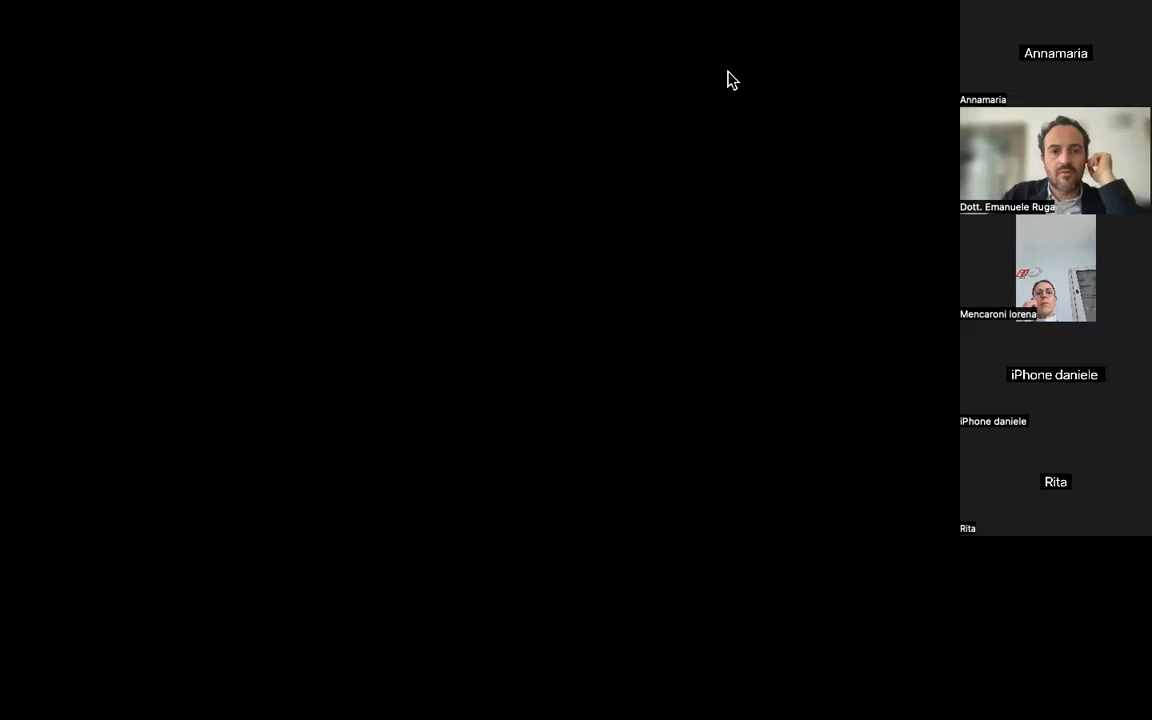 Annamaria
Annamaria
Dott. Emanuele Ruga
Mencaroni lorena
iPhone daniele
iPhone daniele
Rita
Rita